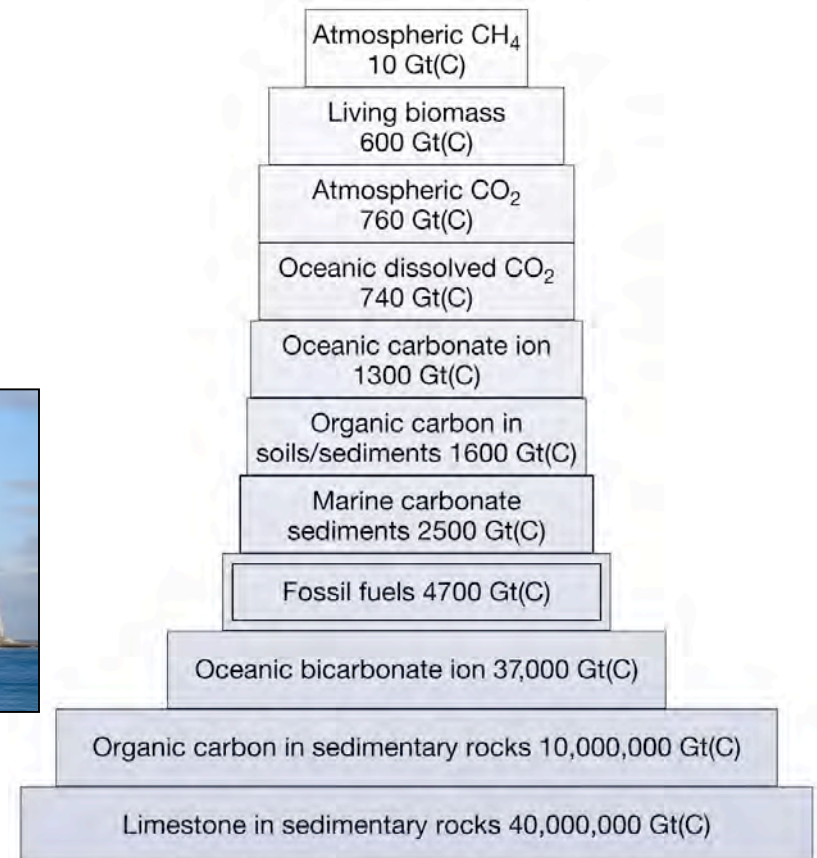 Atmospheric CH₄
10 Gt(C)
Living biomass
600 Gt(C)
Atmospheric CO₂
760 Gt(C)
Oceanic dissolved CO₂
740 Gt(C)
Oceanic carbonate ion
1300 Gt(C)
Organic carbon in
soils/sediments 1600 Gt(C)
Marine carbonate
sediments 2500 Gt(C)
Fossil fuels 4700 Gt(C)
Oceanic bicarbonate ion 37,000 Gt(C)
Organic carbon in sedimentary rocks 10,000,000 Gt(C)
Limestone in sedimentary rocks 40,000,000 Gt(C)